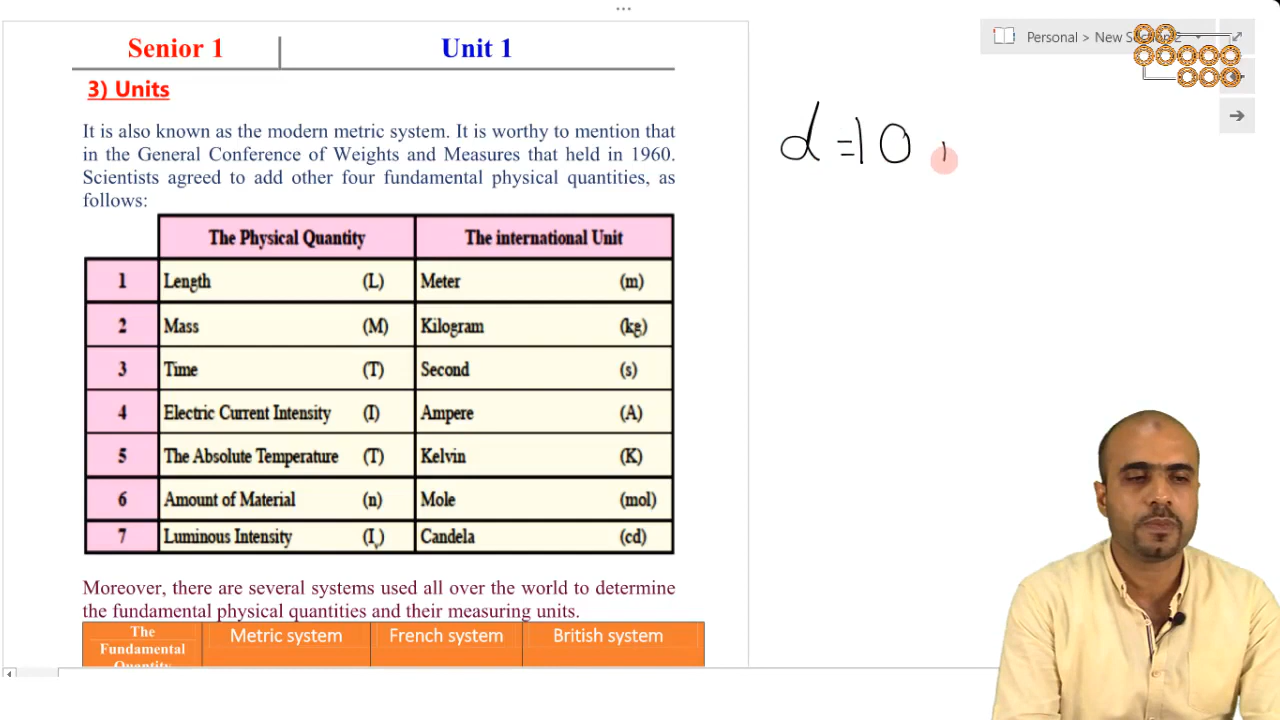 Senior 1 Unit 1
3) Units
It is also known as the modern metric system. It is worthy to mention that
in the General Conference of Weights and Measures that held in 1960.
Scientists agreed to add other four fundamental physical quantities, as
follows:
The Physical Quantity The international Unit
1 Length (L) Meter (m)
2 Mass (M) Kilogram (kg)
3 Time (T) Second (s)
4 Electric Current Intensity (I) Ampere (A)
5 The Absolute Temperature (T) Kelvin (K)
6 Amount of Material (n) Mole (mol)
7 Luminous Intensity (Iᵥ) Candela (cd)
Moreover, there are several systems used all over the world to determine
the fundamental physical quantities and their measuring units.
The Fundamental Quantity Metric system French system British system
Personal > New Section 2
d = 10